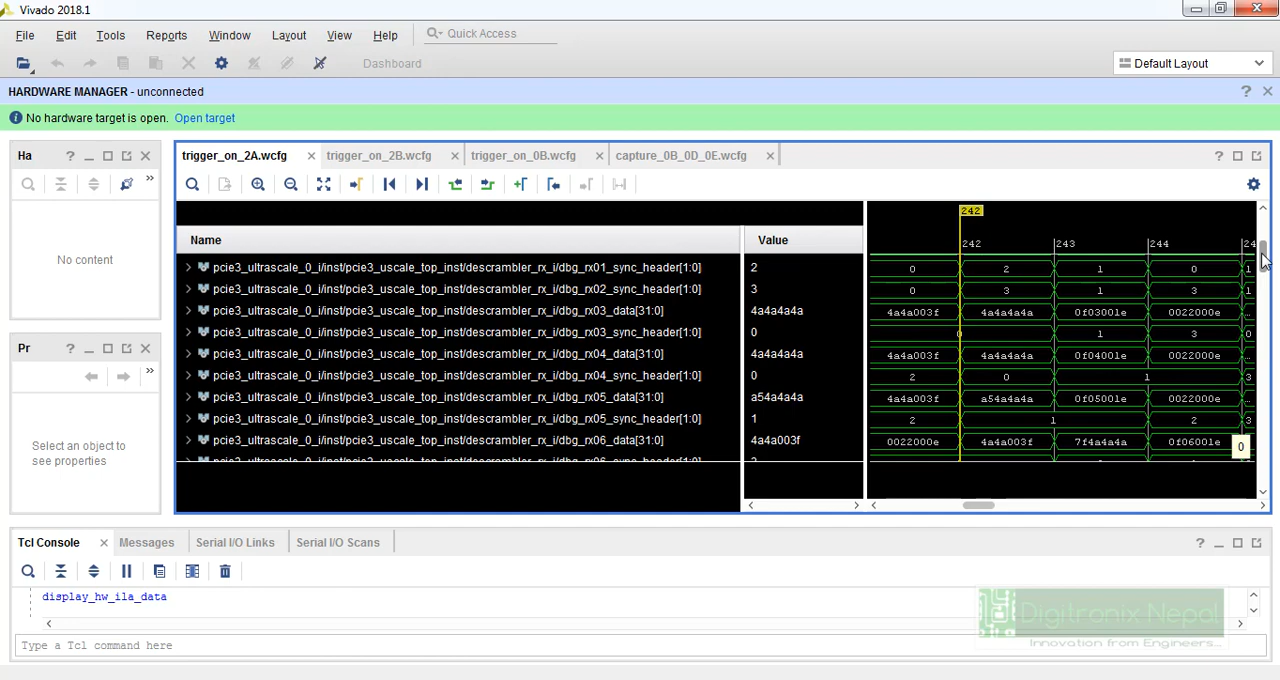 Vivado 2018.1
File Edit Tools Reports Window Layout View Help Quick Access
Dashboard Default Layout
HARDWARE MANAGER - unconnected
No hardware target is open. Open target
Ha
No content
Pr
Select an object to
see properties
trigger_on_2A.wcfg trigger_on_2B.wcfg trigger_on_0B.wcfg capture_0B_0D_0E.wcfg
242
Name Value 242 243 244 24
pcie3_ultrascale_0_i/inst/pcie3_uscale_top_inst/descrambler_rx_i/dbg_rx01_sync_header[1:0] 2 0 2 1 0 1
pcie3_ultrascale_0_i/inst/pcie3_uscale_top_inst/descrambler_rx_i/dbg_rx02_sync_header[1:0] 3 0 3 1 3 1
pcie3_ultrascale_0_i/inst/pcie3_uscale_top_inst/descrambler_rx_i/dbg_rx03_data[31:0] 4a4a4a4a 4a4a003f 4a4a4a4a 0f03001e 0022000e …
pcie3_ultrascale_0_i/inst/pcie3_uscale_top_inst/descrambler_rx_i/dbg_rx03_sync_header[1:0] 0 0 1 3 0
pcie3_ultrascale_0_i/inst/pcie3_uscale_top_inst/descrambler_rx_i/dbg_rx04_data[31:0] 4a4a4a4a 4a4a003f 4a4a4a4a 0f04001e 0022000e …
pcie3_ultrascale_0_i/inst/pcie3_uscale_top_inst/descrambler_rx_i/dbg_rx04_sync_header[1:0] 0 2 0 1 3
pcie3_ultrascale_0_i/inst/pcie3_uscale_top_inst/descrambler_rx_i/dbg_rx05_data[31:0] a54a4a4a 4a4a003f a54a4a4a 0f05001e 0022000e …
pcie3_ultrascale_0_i/inst/pcie3_uscale_top_inst/descrambler_rx_i/dbg_rx05_sync_header[1:0] 1 2 1 2 3
pcie3_ultrascale_0_i/inst/pcie3_uscale_top_inst/descrambler_rx_i/dbg_rx06_data[31:0] 4a4a003f 0022000e 4a4a003f 7f4a4a4a 0f06001e 0
Tcl Console Messages Serial I/O Links Serial I/O Scans
display_hw_ila_data
Type a Tcl command here
Digitronix Nepal
Innovation from Engineers...